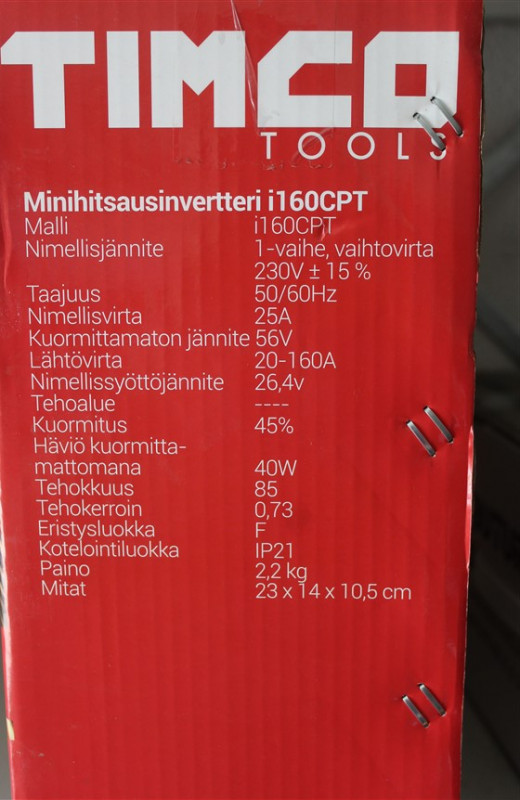 TIMCO
TOOLS
Minihitsausinvertteri i160CPT
Malli i160CPT
Nimellisjännite 1-vaihe, vaihtovirta
230V ± 15 %
Taajuus 50/60Hz
Nimellisvirta 25A
Kuormittamaton jännite 56V
Lähtövirta 20-160A
Nimellissyöttöjännite 26,4v
Tehoalue ----
Kuormitus 45%
Häviö kuormitta-
mattomana 40W
Tehokkuus 85
Tehokerroin 0,73
Eristysluokka F
Kotelointiluokka IP21
Paino 2,2 kg
Mitat 23 x 14 x 10,5 cm